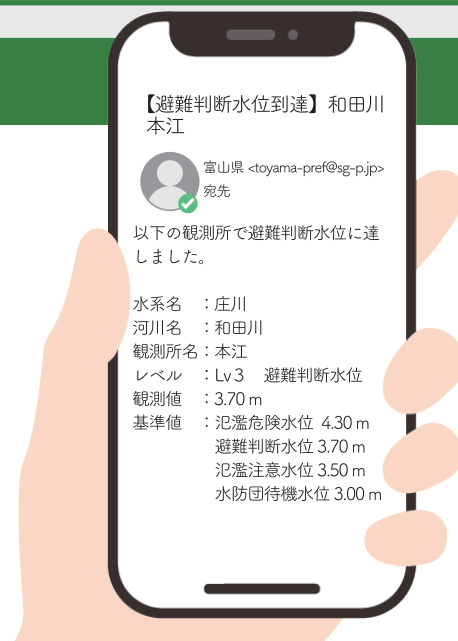 【避難判断水位到達】和田川
本江
富山県 <toyama-pref@sg-p.jp>
宛先
以下の観測所で避難判断水位に達
しました。
水系名　：庄川
河川名　：和田川
観測所名：本江
レベル　：Lv３　避難判断水位
観測値　：3.70 m
基準値　：氾濫危険水位 4.30 m
避難判断水位 3.70 m
氾濫注意水位 3.50 m
水防団待機水位 3.00 m